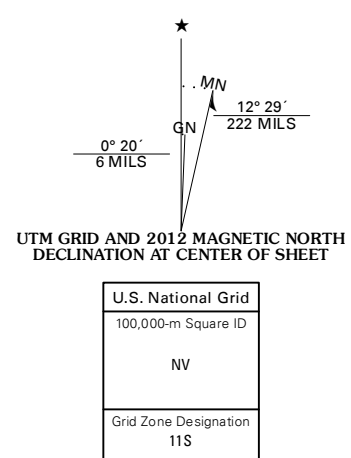 ★
MN
GN
12° 29´
222 MILS
0° 20´
6 MILS
UTM GRID AND 2012 MAGNETIC NORTH
DECLINATION AT CENTER OF SHEET
U.S. National Grid
100,000-m Square ID
NV
Grid Zone Designation
11S